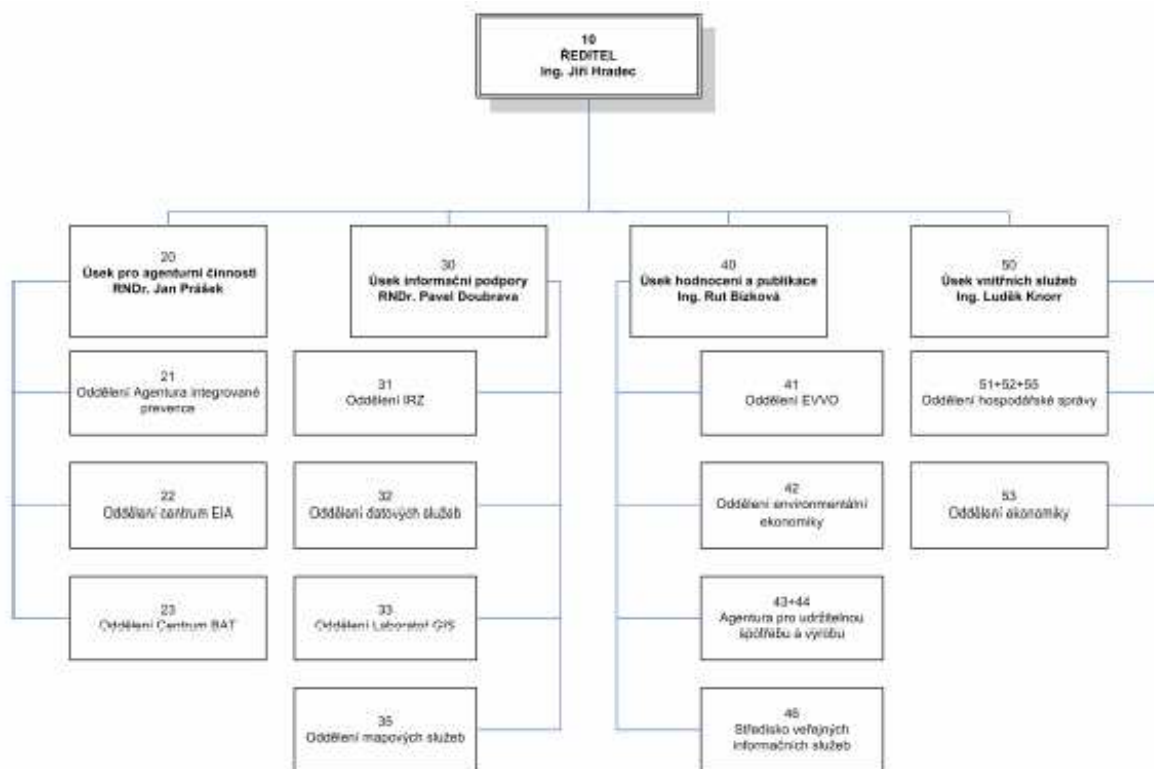 10
ŘEDITEL
Ing. Jiří Hradec
20
Úsek pro agenturní činnosti
RNDr. Jan Prášek
30
Úsek informační podpory
RNDr. Pavel Doubrava
40
Úsek hodnocení a publikace
Ing. Rut Bízková
50
Úsek vnitřních služeb
Ing. Luděk Knorr
21
Oddělení Agentura integrované
prevence
31
Oddělení IRZ
41
Oddělení EVVO
51+52+55
Oddělení hospodářské správy
22
Oddělení centrum EIA
32
Oddělení datových služeb
42
Oddělení environmentální
ekonomiky
53
Oddělení ekonomiky
23
Oddělení Centrum BAT
33
Oddělení Laboratoř GIS
43+44
Agentura pro udržitelnou
spotřebu a výrobu
Oddělení mapových služeb
Středisko veřejných
informačních služeb